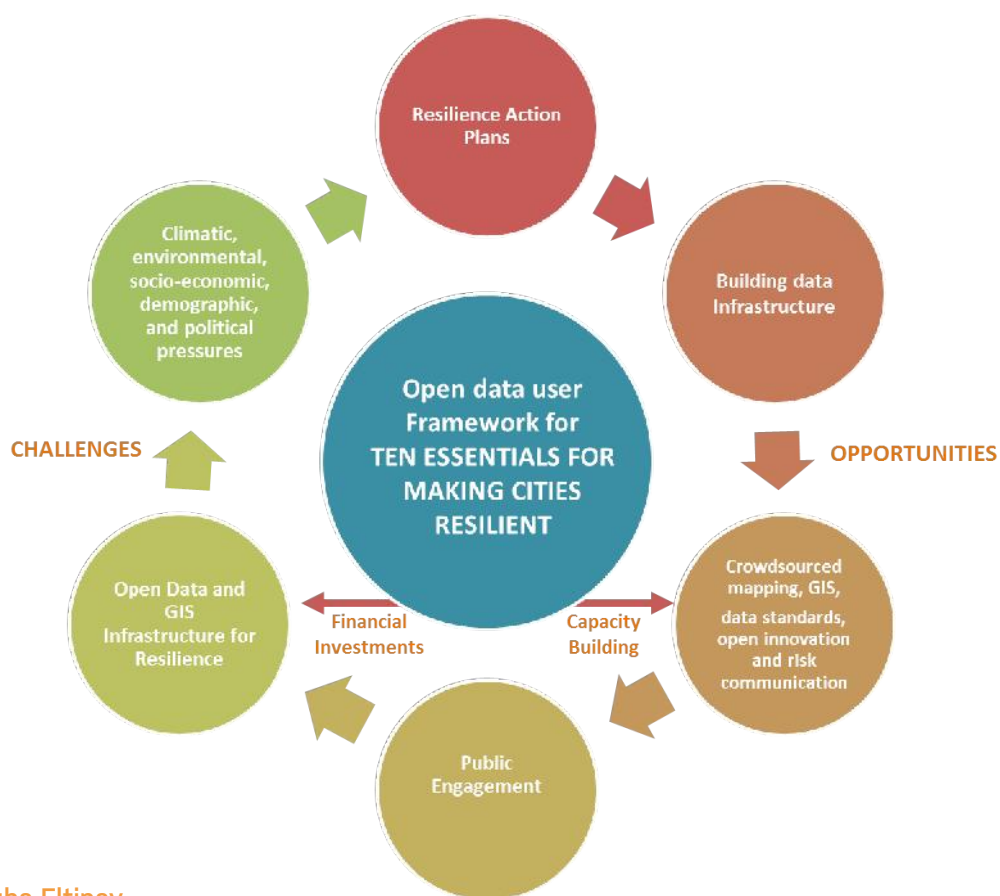 Resilience Action
Plans
Climatic,
environmental,
socio-economic,
demographic,
and political
pressures
Building data
Infrastructure
Open data user
Framework for
TEN ESSENTIALS FOR
MAKING CITIES
RESILIENT
CHALLENGES
OPPORTUNITIES
Open Data and
GIS
Infrastructure for
Resilience
Financial
Investments
Capacity
Building
Crowdsourced
mapping, GIS,
data standards,
open innovation
and risk
communication
Public
Engagement
Eltinay